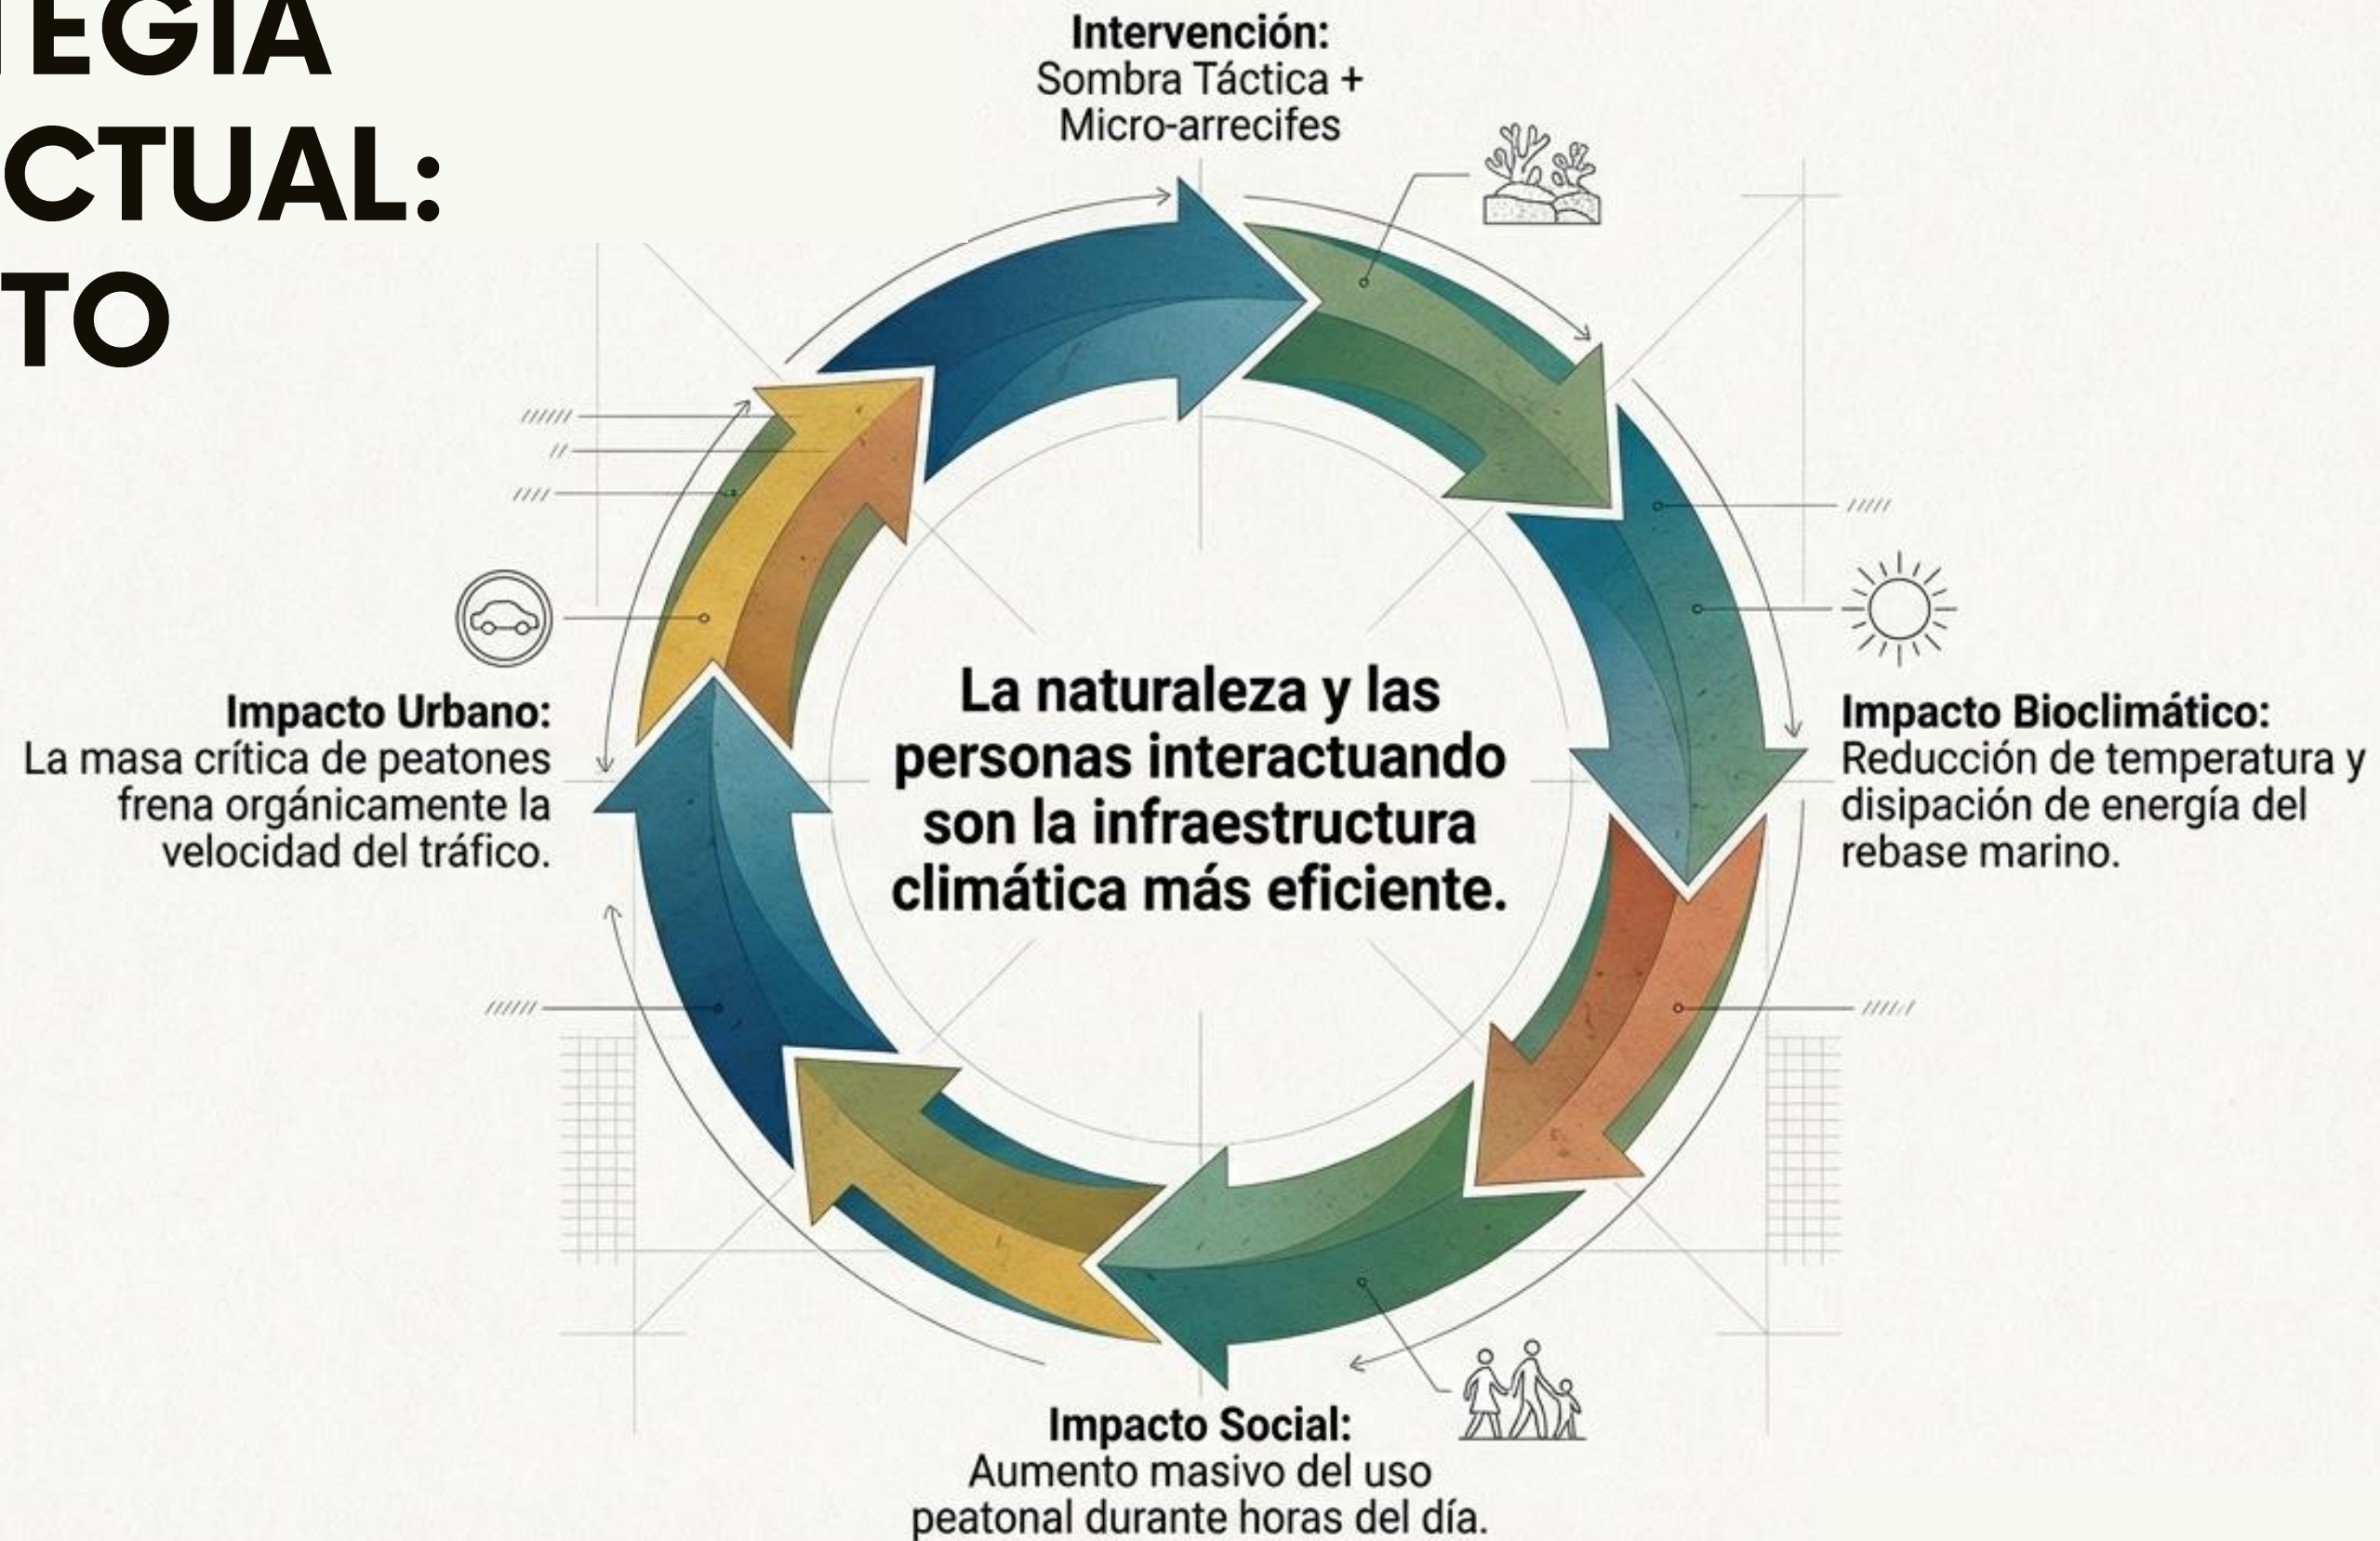 TEGIA
CTUAL:
TO
Intervención:
Sombra Táctica +
Micro-arrecifes
Impacto Urbano:
La masa crítica de peatones
frena orgánicamente la
velocidad del tráfico.
La naturaleza y las
personas interactuando
son la infraestructura
climática más eficiente.
Impacto Bioclimático:
Reducción de temperatura y
disipación de energía del
rebase marino.
Impacto Social:
Aumento masivo del uso
peatonal durante horas del día.